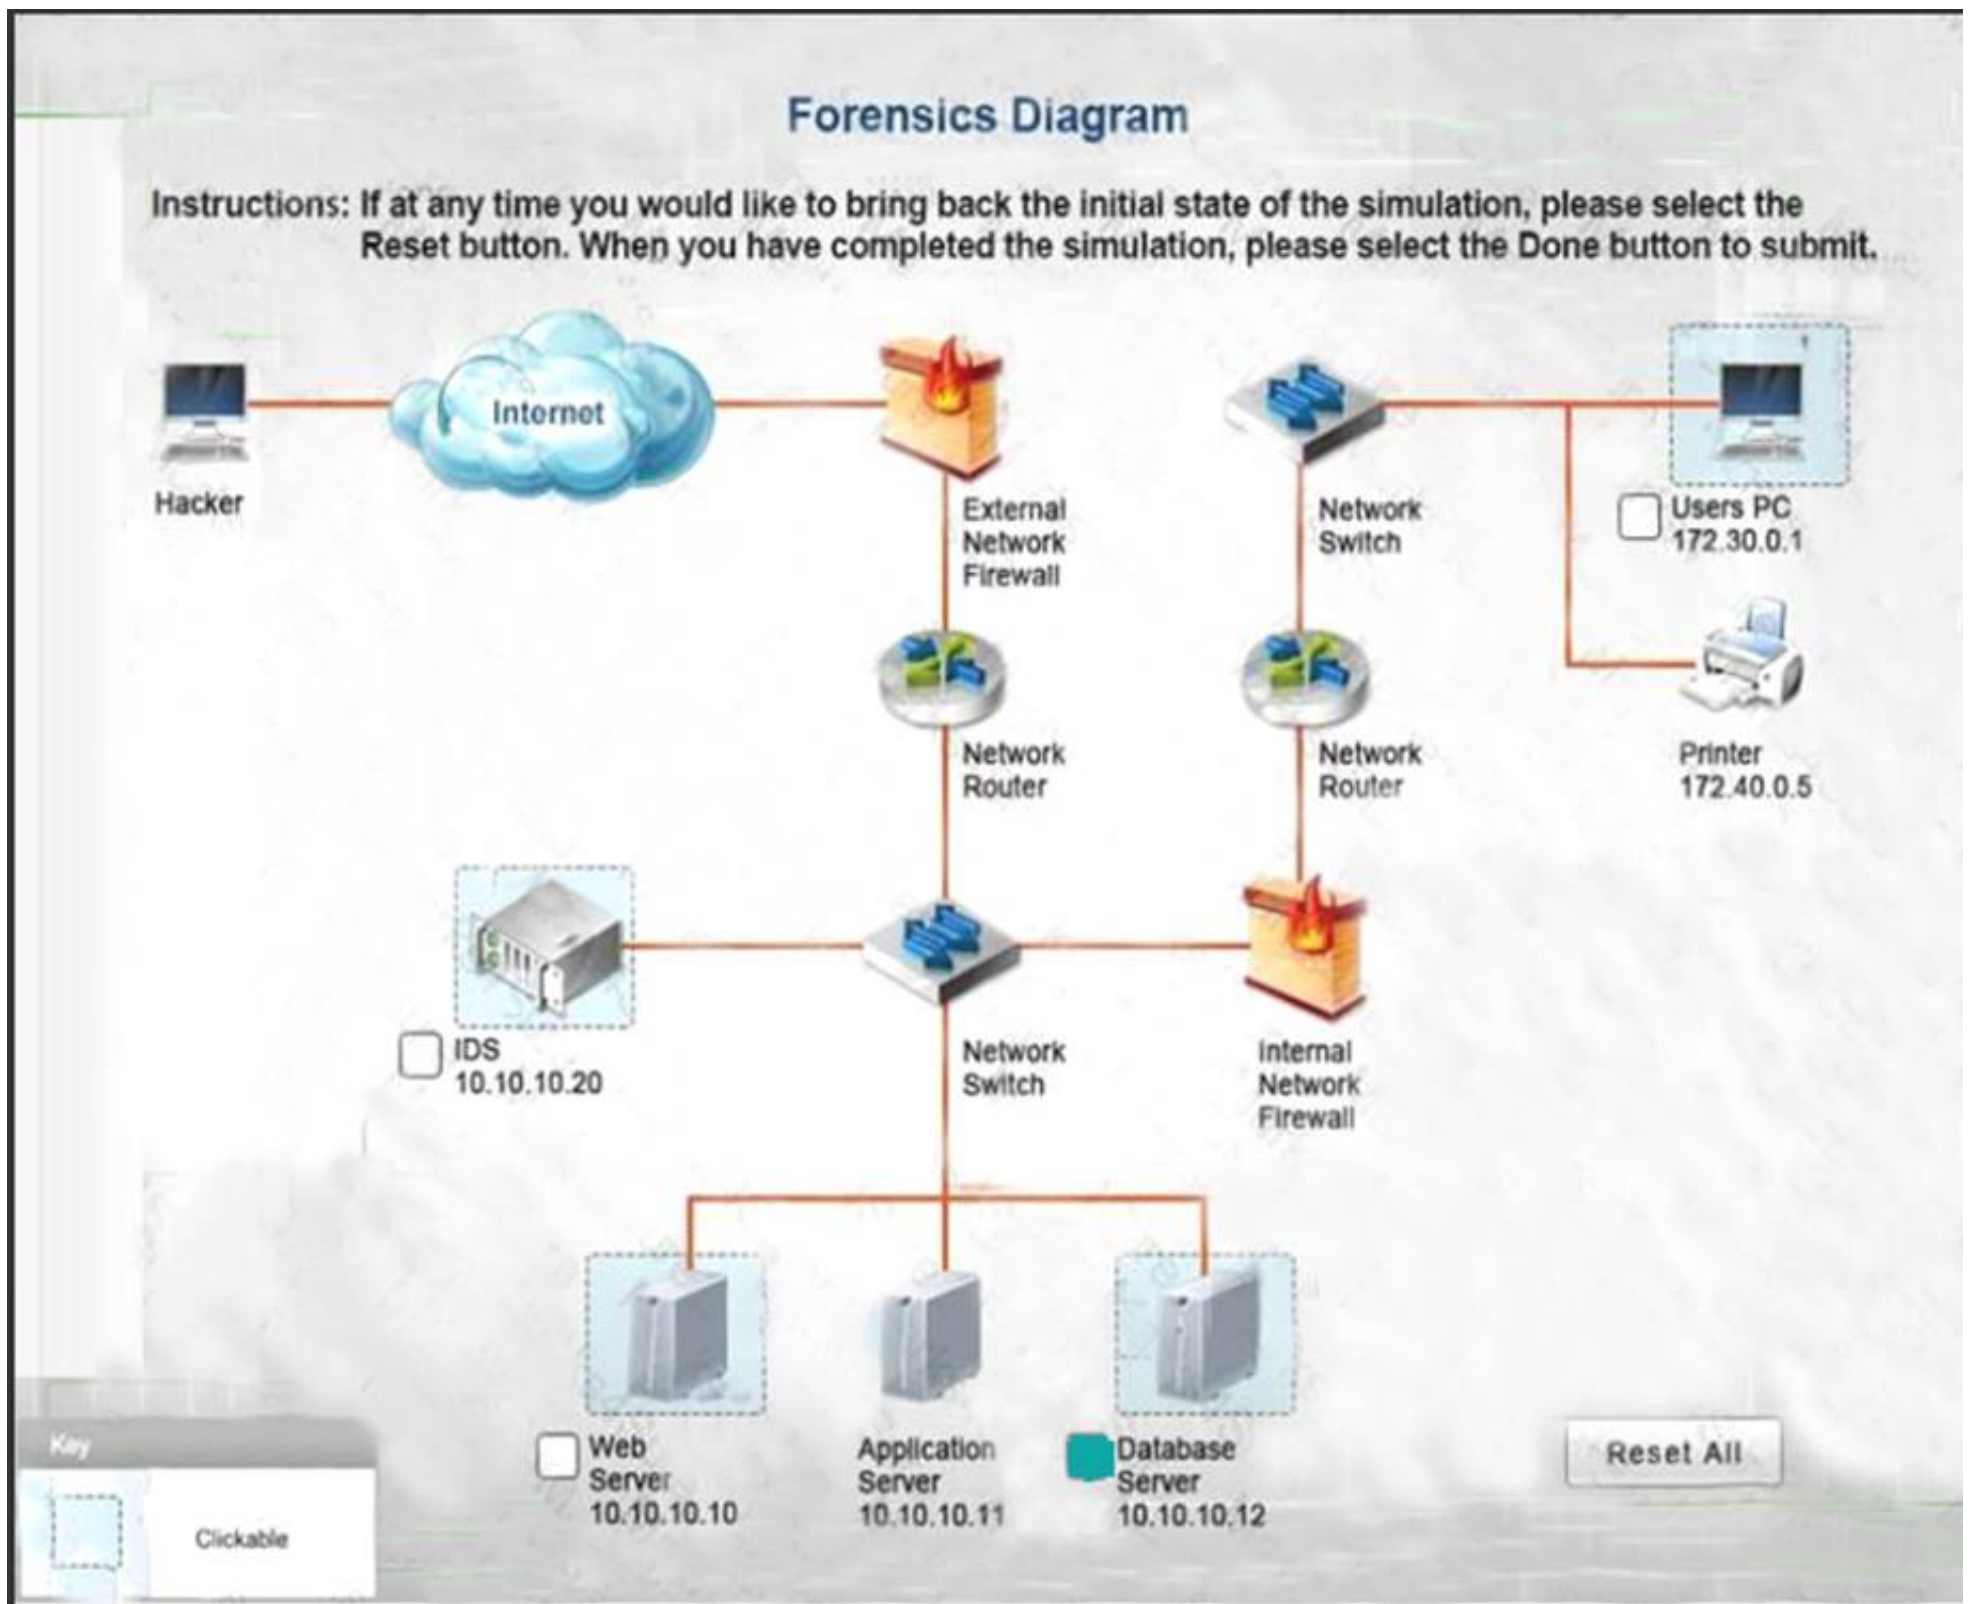 Forensics Diagram
Instructions: If at any time you would like to bring back the initial state of the simulation, please select the
Reset button. When you have completed the simulation, please select the Done button to submit.
Internet
Hacker
External
Network
Firewall
Network
Switch
Users PC
172.30.0.1
Network
Router
Network
Router
Printer
172.40.0.5
IDS
10.10.10.20
Network
Switch
Internal
Network
Firewall
Web
Server
10.10.10.10
Application
Server
10.10.10.11
Database
Server
10.10.10.12
Reset All
Key
Clickable